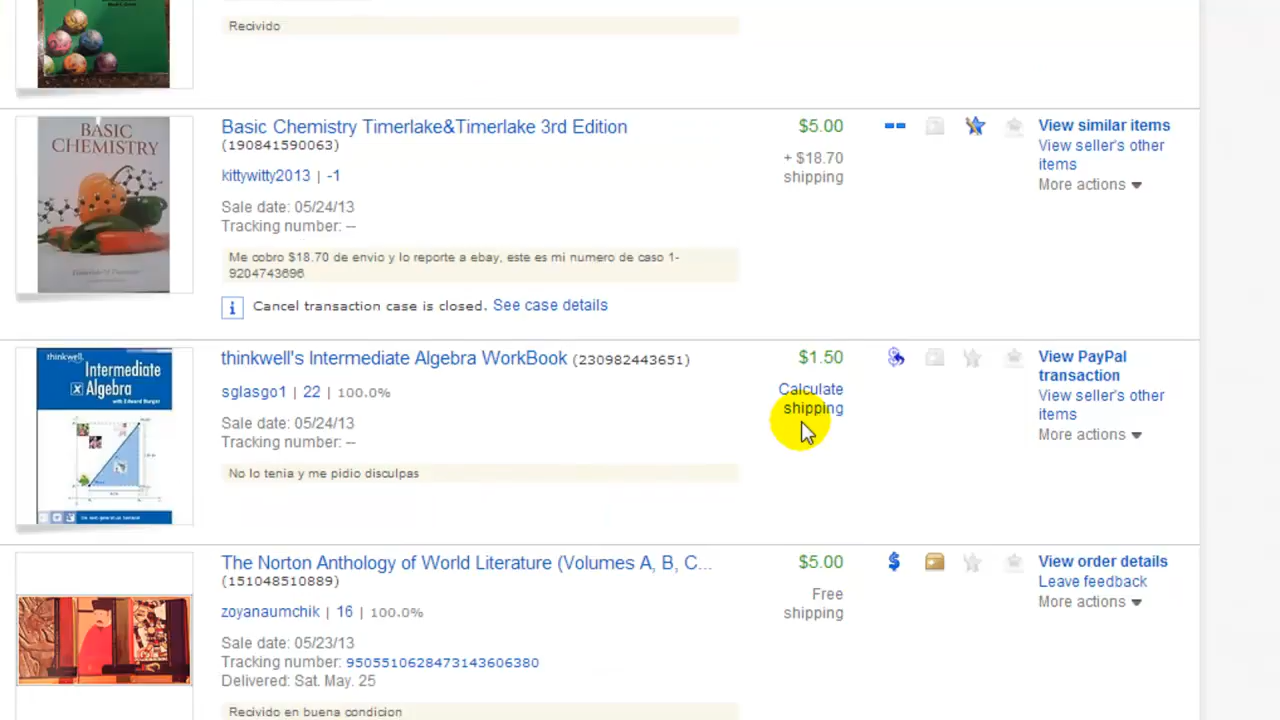 Recivido
BASIC
CHEMISTRY
Basic Chemistry Timerlake&Timerlake 3rd Edition
(190841590063)
kittywitty2013 | -1
Sale date: 05/24/13
Tracking number: --
Me cobro $18.70 de envio y lo reporte a ebay, este es mi numero de caso 1-
9204743696
i Cancel transaction case is closed. See case details
$5.00
+ $18.70
shipping
View similar items
View seller's other
items
More actions
thinkwell's
Intermediate
Algebra
with Edward Burger
thinkwell's Intermediate Algebra WorkBook (230982443651)
sglasgo1 | 22 | 100.0%
Sale date: 05/24/13
Tracking number: --
No lo tenia y me pidio disculpas
$1.50
Calculate
shipping
View PayPal
transaction
View seller's other
items
More actions
The Norton Anthology of World Literature (Volumes A, B, C...
(151048510889)
zoyanaumchik | 16 | 100.0%
Sale date: 05/23/13
Tracking number: 9505510628473143606380
Delivered: Sat. May. 25
Recivido en buena condicion
$5.00
Free
shipping
$
View order details
Leave feedback
More actions